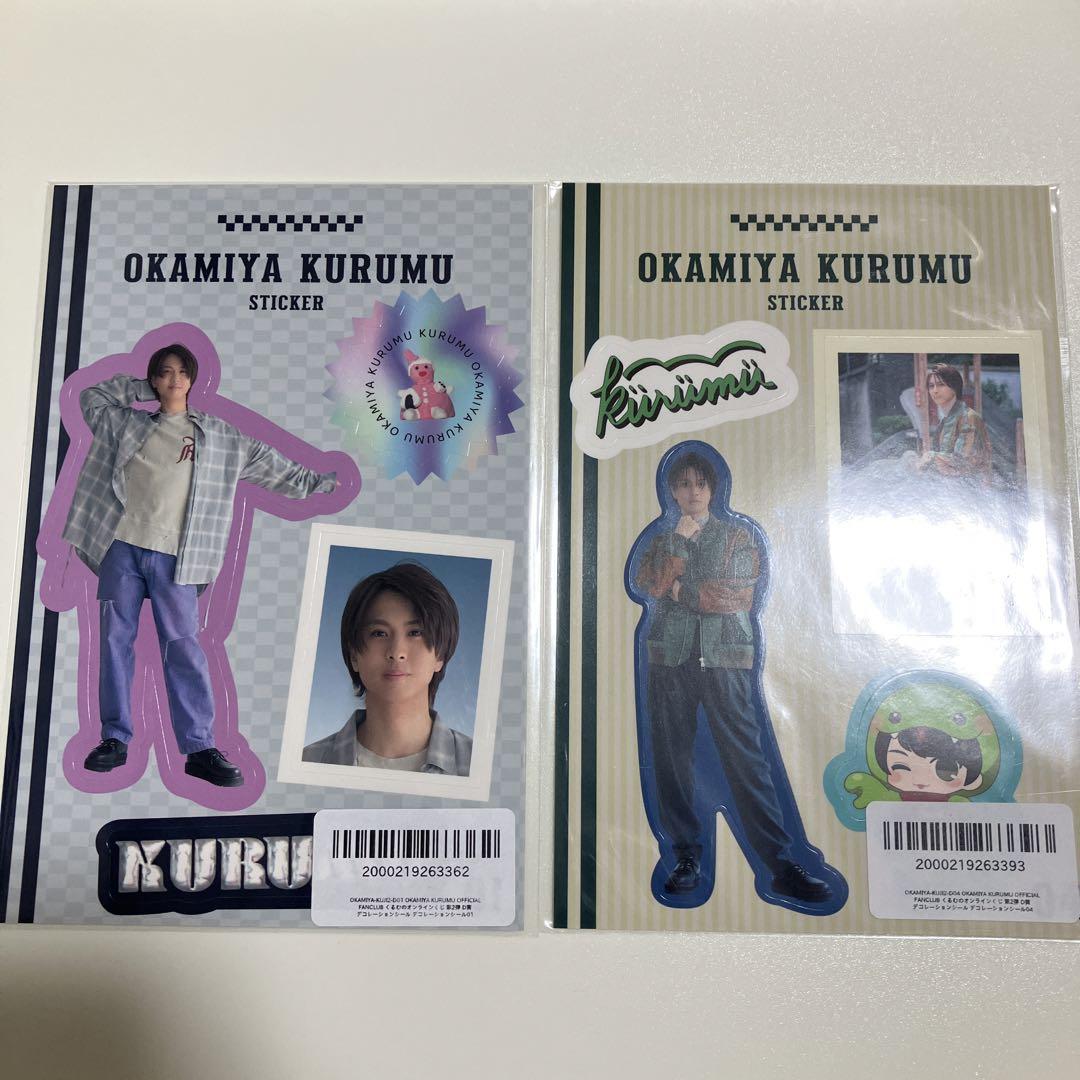 OKAMIYA KURUMU
STICKER
KURUMU OKAMIYA KURUMU OKAMIYA KURUMU
2000219263362
OKAMIYA-KUJI2-D01 OKAMIYA KURUMU OFFICIAL
FANCLUB くるむのオンラインくじ 第2弾 D賞
デコレーションシール デコレーションシール01
OKAMIYA KURUMU
STICKER
kürümü
2000219263393
OKAMIYA-KUJI2-D04 OKAMIYA KURUMU OFFICIAL
FANCLUB くるむのオンラインくじ 第2弾 D賞
デコレーションシール デコレーションシール04